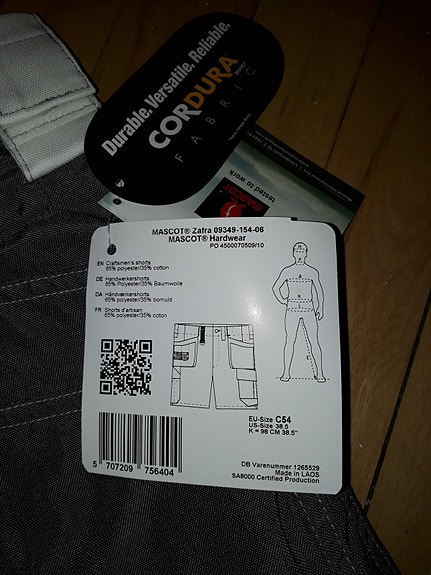 Durable. Versatile. Reliable.
CORDURA
BRAND
FABRIC
MASCOT
tested to work
MASCOT® Zafra 09349-154-06
MASCOT® Hardwear
PO 4500070509/10
EN Craftsmen's shorts
65% polyester/35% cotton
DE Handwerkershorts
65% Polyester/35% Baumwolle
DA Håndværkershorts
65% polyester/35% bomuld
FR Shorts d'artisan
65% polyester/35% coton
A
B
C
EU-Size C54
US-Size 38.5
K = 98 CM 38.5"
5 707209 756404
DB Varenummer 1265529
Made in LAOS
SA8000 Certified Production